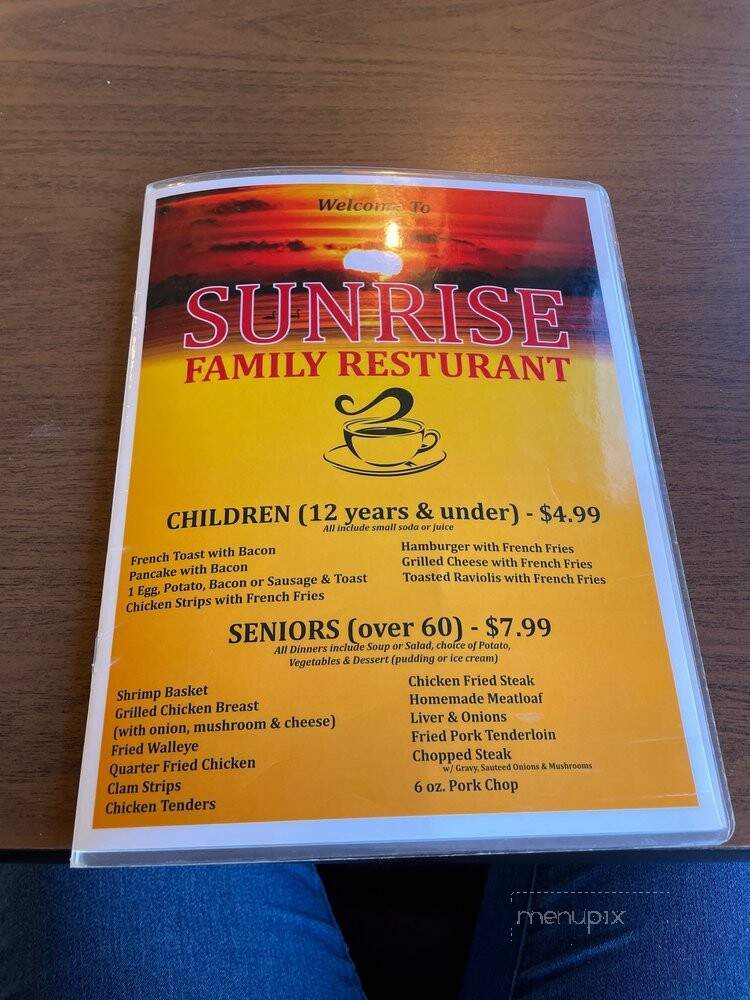 Welcome To
SUNRISE
FAMILY RESTURANT
CHILDREN (12 years & under) - $4.99
All include small soda or juice
French Toast with Bacon
Pancake with Bacon
1 Egg, Potato, Bacon or Sausage & Toast
Chicken Strips with French Fries
Hamburger with French Fries
Grilled Cheese with French Fries
Toasted Raviolis with French Fries
SENIORS (over 60) - $7.99
All Dinners include Soup or Salad, choice of Potato,
Vegetables & Dessert (pudding or ice cream)
Shrimp Basket
Grilled Chicken Breast
(with onion, mushroom & cheese)
Fried Walleye
Quarter Fried Chicken
Clam Strips
Chicken Tenders
Chicken Fried Steak
Homemade Meatloaf
Liver & Onions
Fried Pork Tenderloin
Chopped Steak
w/ Gravy, Sauteed Onions & Mushrooms
6 oz. Pork Chop
menupix